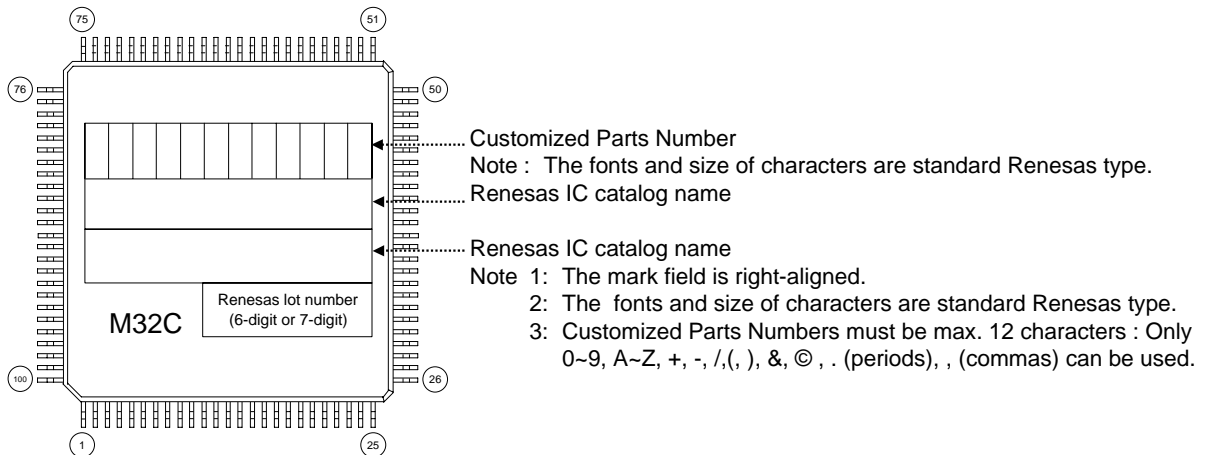 75
51
76
50
Customized Parts Number
Note : The fonts and size of characters are standard Renesas type.
Renesas IC catalog name
Renesas IC catalog name
Note 1: The mark field is right-aligned.
2: The fonts and size of characters are standard Renesas type.
3: Customized Parts Numbers must be max. 12 characters : Only
0~9, A~Z, +, -, /,(, ), &, © , . (periods), , (commas) can be used.
Renesas lot number
(6-digit or 7-digit)
M32C
100
26
1
25